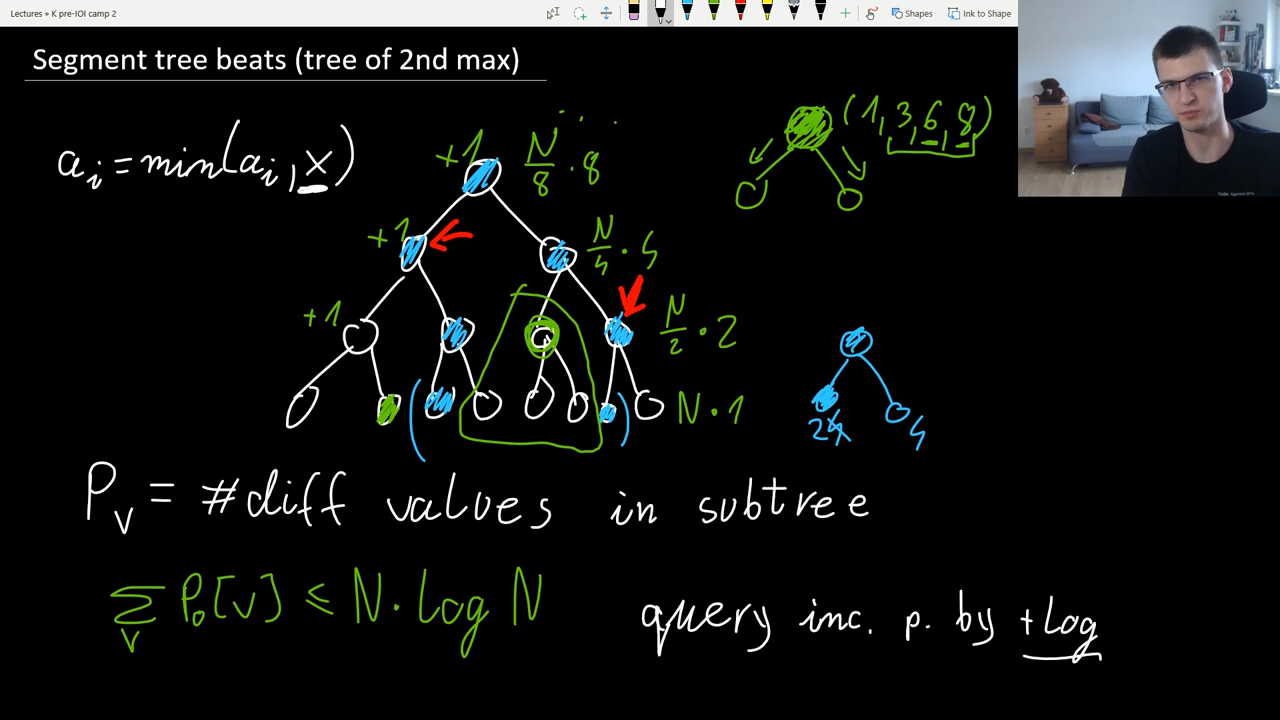 Lectures » K pre-IOI camp 2
Shapes
Ink to Shape
Segment tree beats (tree of 2nd max)
a_i = min(a_i, x)
+1
N/8 · 8
(1, 3, 6, 8)
+1
N/4 · 4
+1
N/2 · 2
N · 1
4
P_v = #diff values in subtree
Σ_v P_0[v] ≤ N · log N
query inc. p. by +log